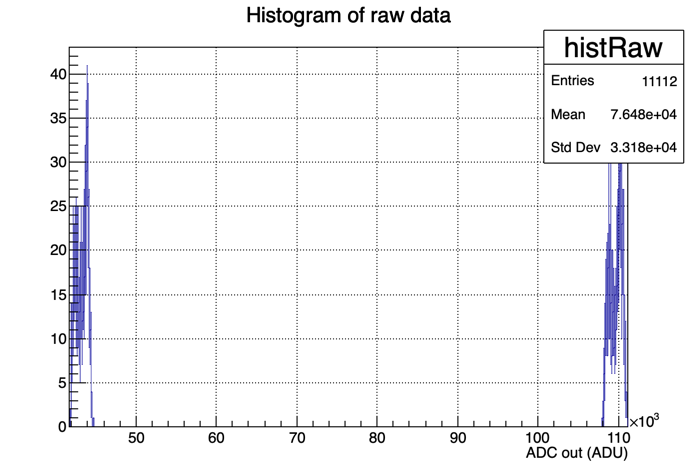 Histogram of raw data
histRaw
Entries 11112
Mean 7.648e+04
Std Dev 3.318e+04
40
35
30
25
20
15
10
5
0
50 60 70 80 90 100 110
×10³
ADC out (ADU)